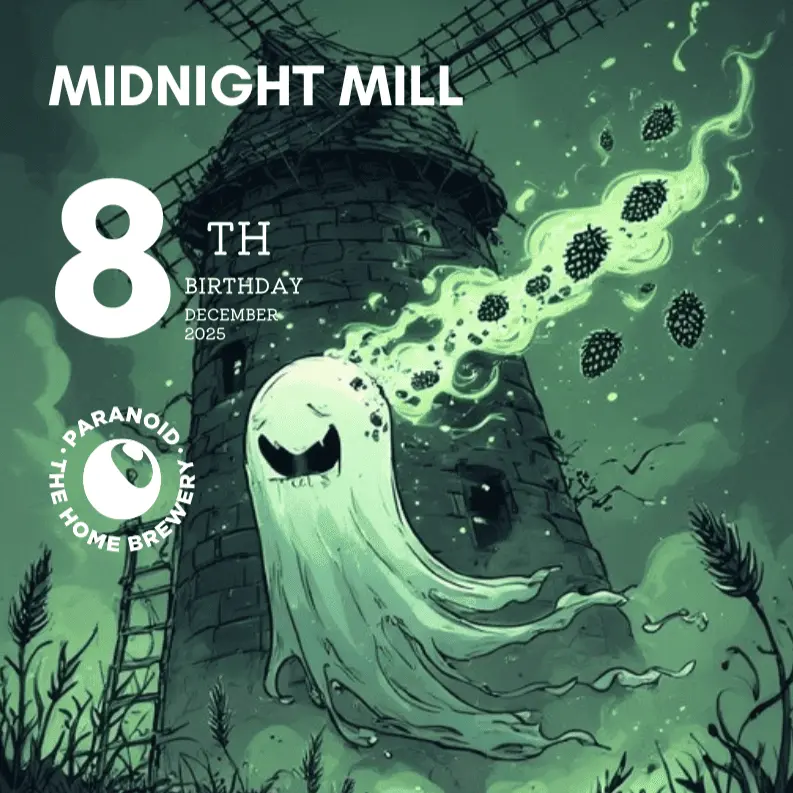 MIDNIGHT MILL
8 TH
BIRTHDAY
DECEMBER
2025
· PARANOID ·
THE HOME BREWERY